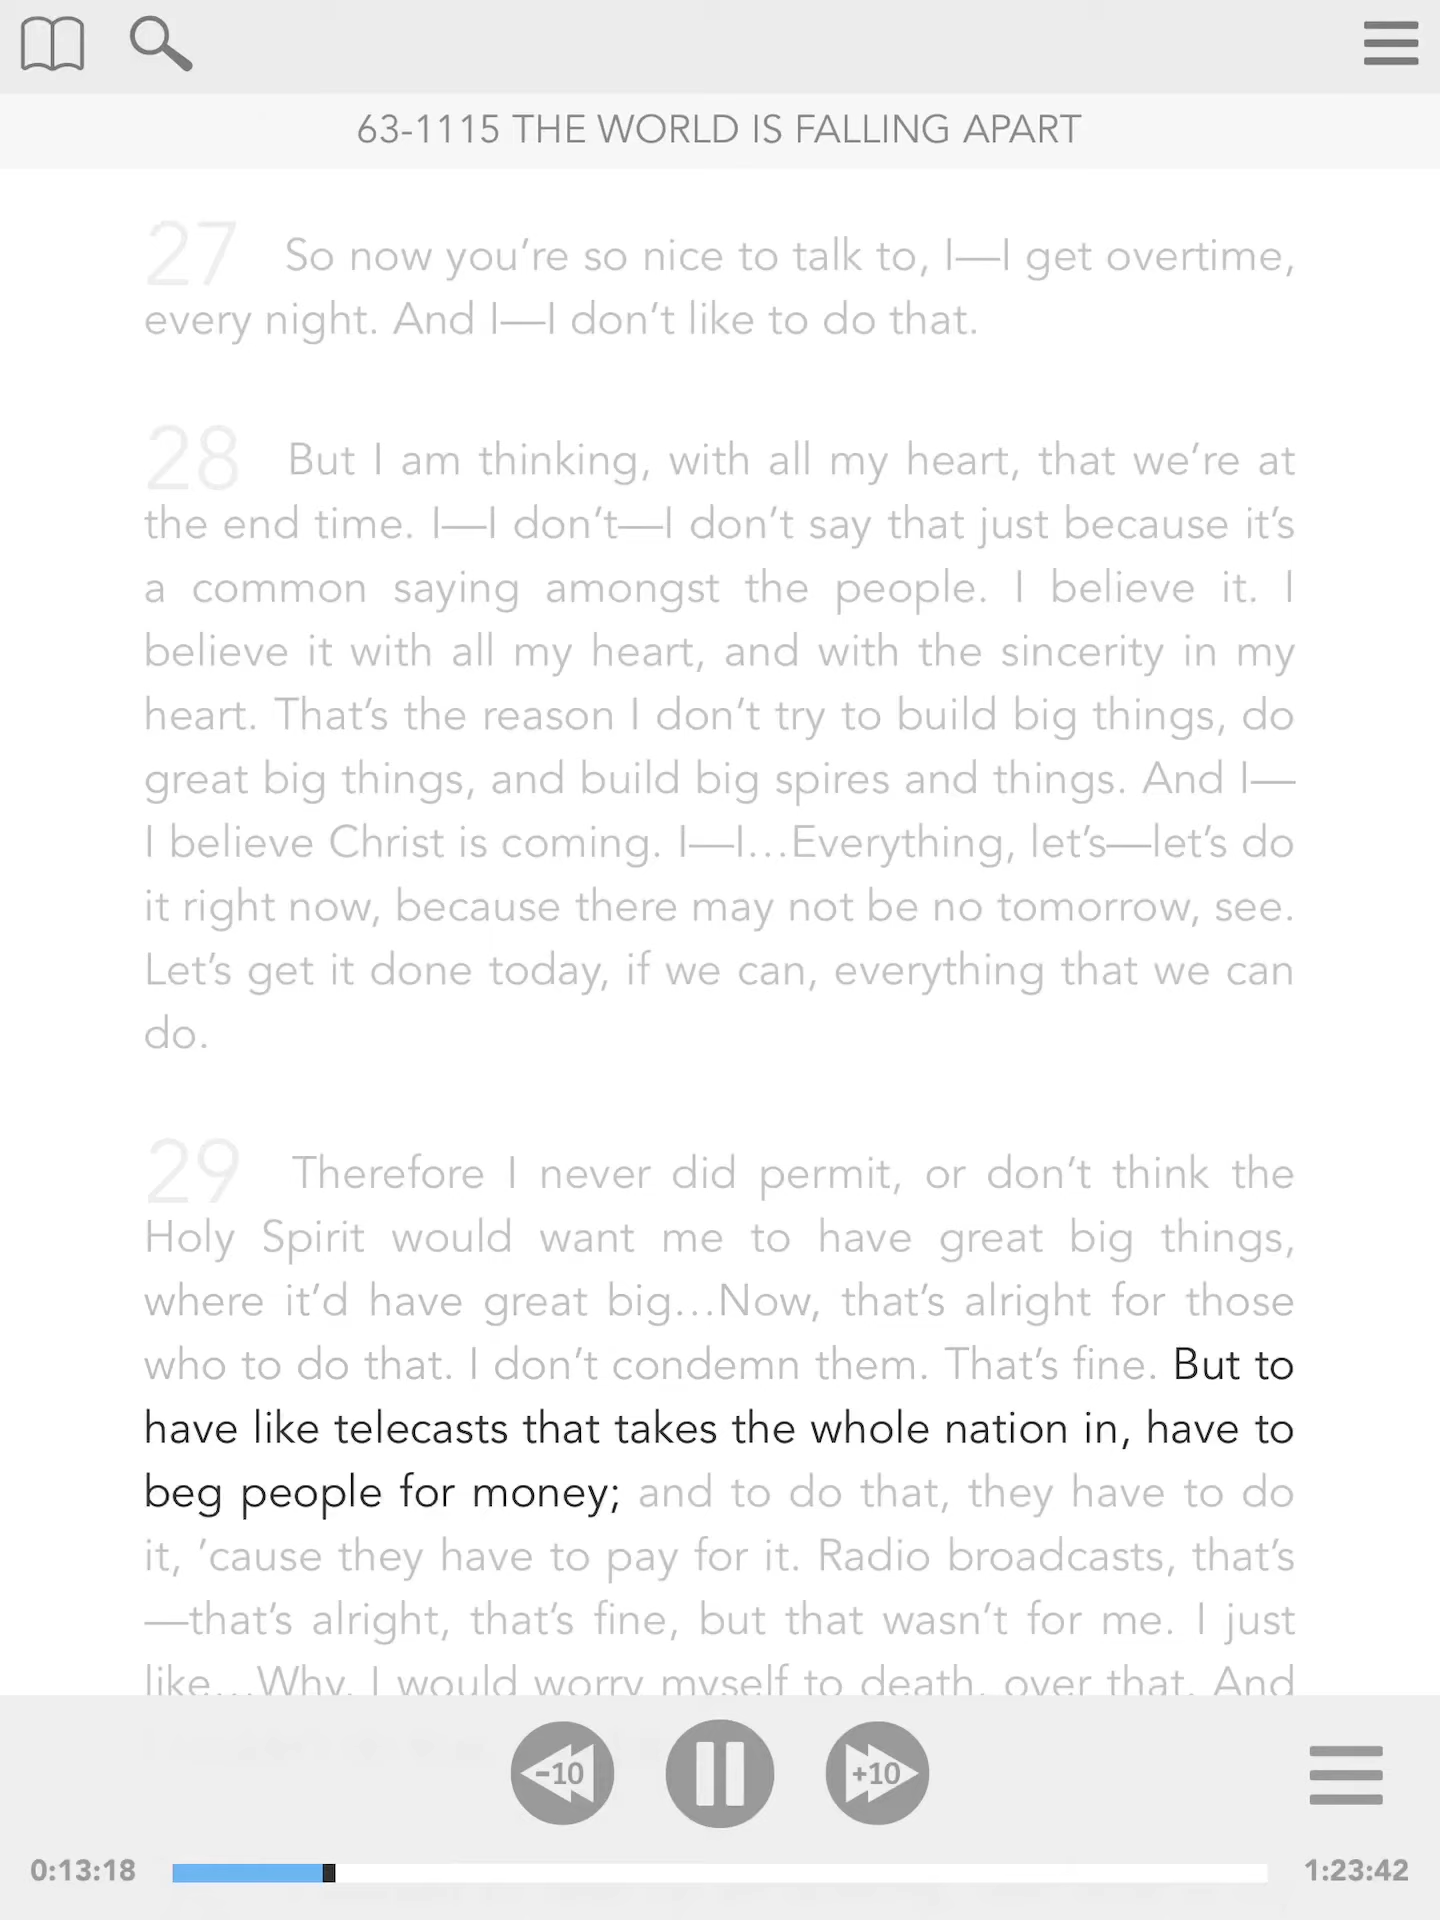 63-1115 THE WORLD IS FALLING APART
27 So now you’re so nice to talk to, I—I get overtime,
every night. And I—I don’t like to do that.
28 But I am thinking, with all my heart, that we’re at
the end time. I—I don’t—I don’t say that just because it’s
a common saying amongst the people. I believe it. I
believe it with all my heart, and with the sincerity in my
heart. That’s the reason I don’t try to build big things, do
great big things, and build big spires and things. And I—
I believe Christ is coming. I—I…Everything, let’s—let’s do
it right now, because there may not be no tomorrow, see.
Let’s get it done today, if we can, everything that we can
do.
29 Therefore I never did permit, or don’t think the
Holy Spirit would want me to have great big things,
where it’d have great big…Now, that’s alright for those
who to do that. I don’t condemn them. That’s fine. But to
have like telecasts that takes the whole nation in, have to
beg people for money; and to do that, they have to do
it, ’cause they have to pay for it. Radio broadcasts, that’s
—that’s alright, that’s fine, but that wasn’t for me. I just
like…Why, I would worry myself to death, over that. And
-10 +10
0:13:18 1:23:42